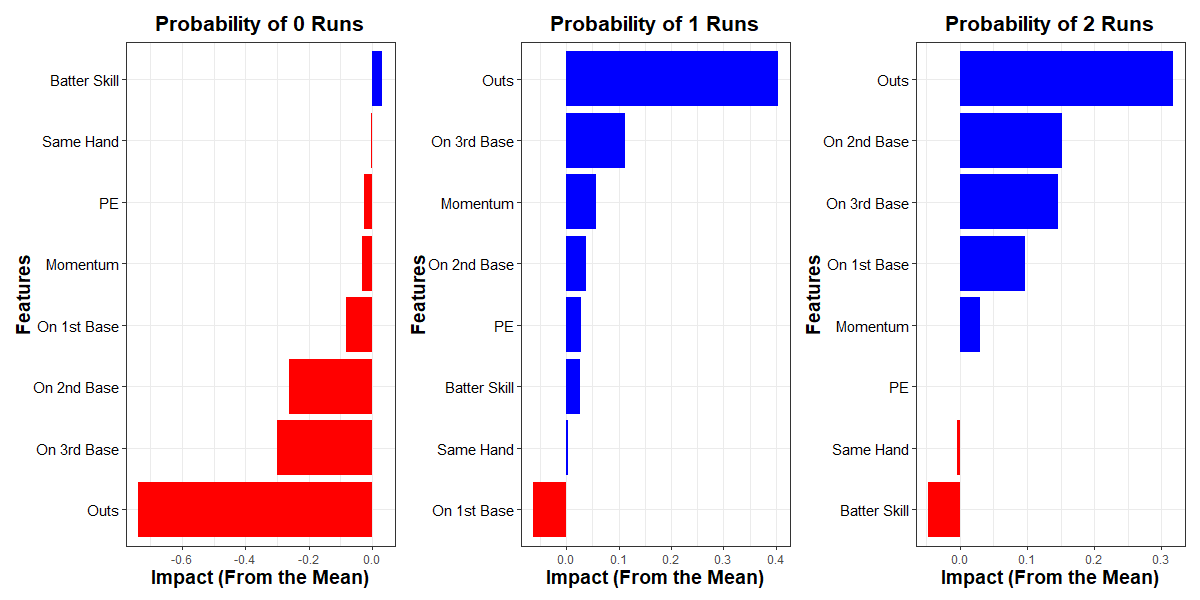 Probability of 0 Runs
Features
Batter Skill
Same Hand
PE
Momentum
On 1st Base
On 2nd Base
On 3rd Base
Outs
-0.6 -0.4 -0.2 0.0
Impact (From the Mean)
Probability of 1 Runs
Features
Outs
On 3rd Base
Momentum
On 2nd Base
PE
Batter Skill
Same Hand
On 1st Base
0.0 0.1 0.2 0.3 0.4
Impact (From the Mean)
Probability of 2 Runs
Features
Outs
On 2nd Base
On 3rd Base
On 1st Base
Momentum
PE
Same Hand
Batter Skill
0.0 0.1 0.2 0.3
Impact (From the Mean)